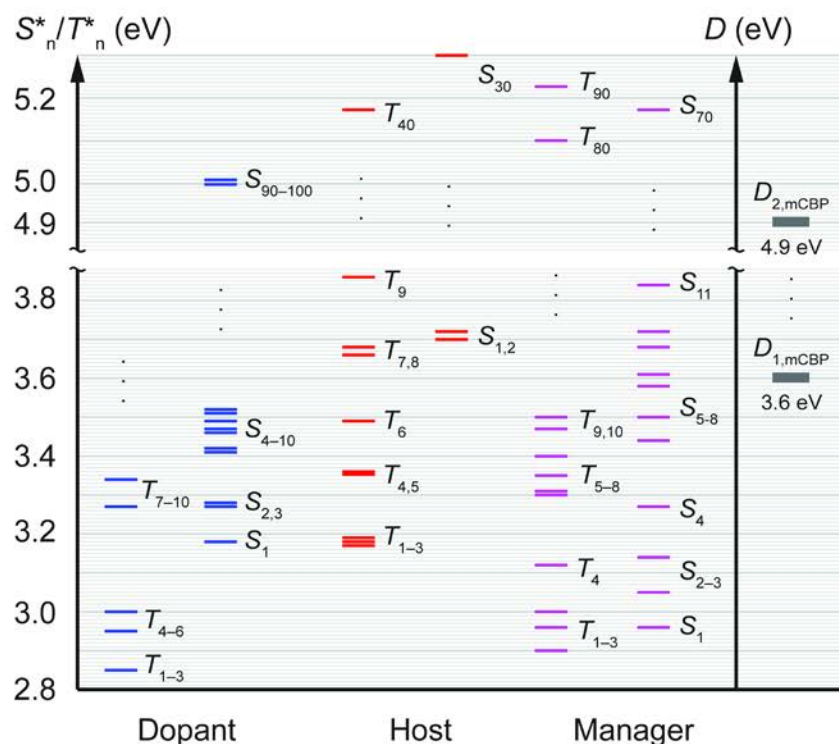 S*n/T*n (eV)
D (eV)
5.2
5.0
4.9
3.8
3.6
3.4
3.2
3.0
2.8
S90–100
S4–10
T7–10
S2,3
S1
T4–6
T1–3
S30
T40
T9
S1,2
T7,8
T6
T4,5
T1–3
T90
S70
T80
S11
T9,10
S5-8
T5–8
S4
T4
S2–3
T1–3
S1
D2,mCBP
4.9 eV
D1,mCBP
3.6 eV
Dopant
Host
Manager